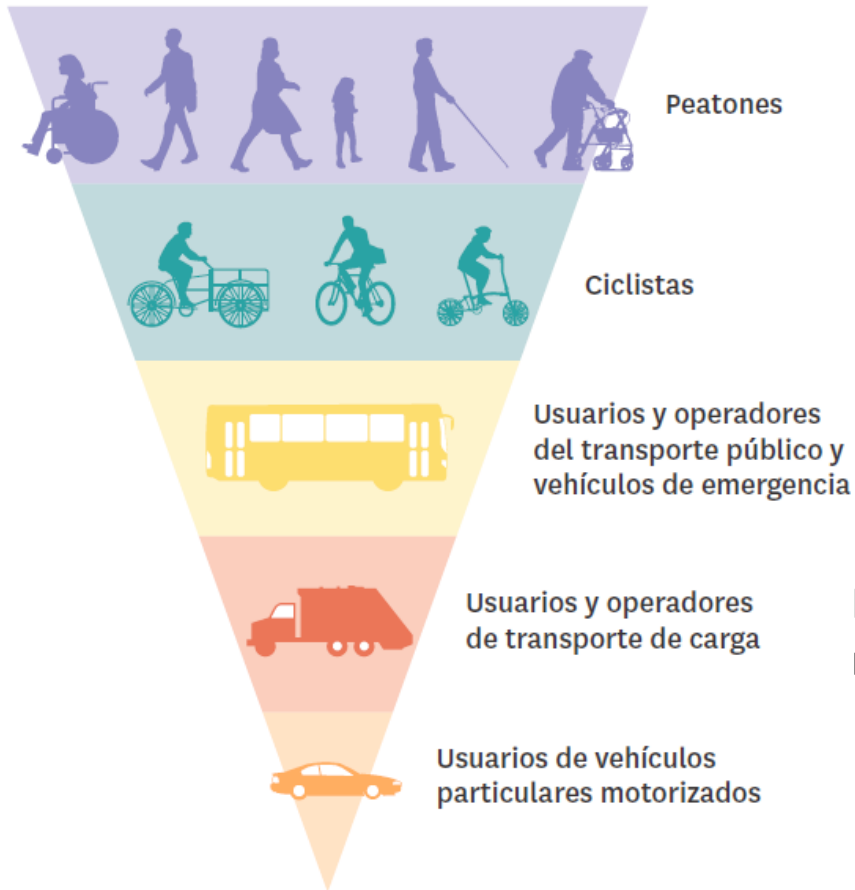 Peatones
Ciclistas
Usuarios y operadores
del transporte público y
vehículos de emergencia
Usuarios y operadores
de transporte de carga
Usuarios de vehículos
particulares motorizados